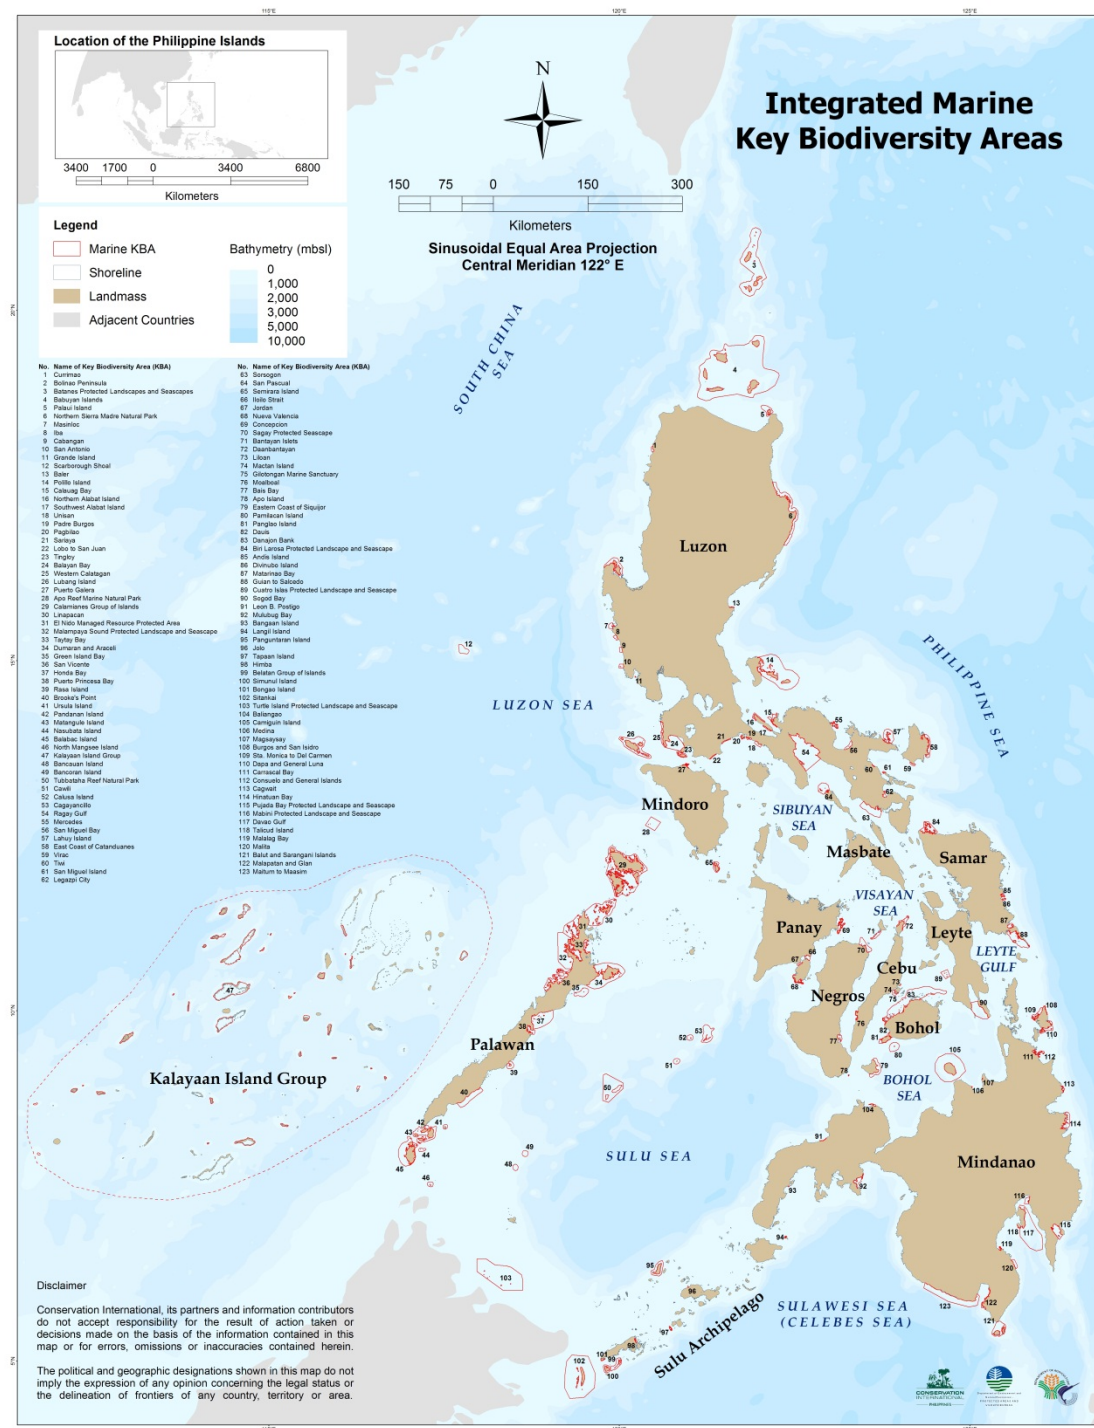 110°E 120°E 125°E
Location of the Philippine Islands
3400 1700 0 3400 6800
Kilometers
N
Integrated Marine
Key Biodiversity Areas
150 75 0 150 300
Kilometers
Sinusoidal Equal Area Projection
Central Meridian 122° E
Legend
Marine KBA
Shoreline
Landmass
Adjacent Countries
Bathymetry (mbsl)
0
1,000
2,000
3,000
5,000
10,000
No. Name of Key Biodiversity Area (KBA)
1 Currimao
2 Bolinao Peninsula
3 Batanes Protected Landscapes and Seascapes
4 Babuyan Islands
5 Palaui Island
6 Northern Sierra Madre Natural Park
7 Masinloc
8 Iba
9 Cabangan
10 San Antonio
11 Grande Island
12 Scarborough Shoal
13 Baler
14 Polillo Island
15 Calauag Bay
16 Northern Alabat Island
17 Southwest Alabat Island
18 Unisan
19 Padre Burgos
20 Pagbilao
21 Sariaya
22 Lobo to San Juan
23 Tingloy
24 Balayan Bay
25 Western Calatagan
26 Lubang Island
27 Puerto Galera
28 Apo Reef Marine Natural Park
29 Calamianes Group of Islands
30 Linapacan
31 El Nido Managed Resource Protected Area
32 Malampaya Sound Protected Landscape and Seascape
33 Taytay Bay
34 Dumaran and Araceli
35 Green Island Bay
36 San Vicente
37 Honda Bay
38 Puerto Princesa Bay
39 Rasa Island
40 Brooke's Point
41 Ursula Island
42 Pandanan Island
43 Matangule Island
44 Nasubata Island
45 Balabac Island
46 North Mangsee Island
47 Kalayaan Island Group
48 Bancauan Island
49 Bancoran Island
50 Tubbataha Reef Natural Park
51 Cawili
52 Calusa Island
53 Cagayancillo
54 Ragay Gulf
55 Mercedes
56 San Miguel Bay
57 Lahuy Island
58 East Coast of Catanduanes
59 Virac
60 Tiwi
61 San Miguel Island
62 Legazpi City
No. Name of Key Biodiversity Area (KBA)
63 Sorsogon
64 San Pascual
65 Semirara Island
66 Iloilo Strait
67 Jordan
68 Nueva Valencia
69 Concepcion
70 Sagay Protected Seascape
71 Bantayan Islets
72 Daanbantayan
73 Liloan
74 Mactan Island
75 Gilotongan Marine Sanctuary
76 Moalboal
77 Bais Bay
78 Apo Island
79 Eastern Coast of Siquijor
80 Pamilacan Island
81 Panglao Island
82 Dauis
83 Danajon Bank
84 Biri Larosa Protected Landscape and Seascape
85 Andis Island
86 Divinubo Island
87 Matarinao Bay
88 Guian to Salcedo
89 Cuatro Islas Protected Landscape and Seascape
90 Sogod Bay
91 Leon B. Postigo
92 Mulubug Bay
93 Bangaan Island
94 Langil Island
95 Panguntaran Island
96 Jolo
97 Tapaan Island
98 Himba
99 Belatan Group of Islands
100 Simunul Island
101 Bongao Island
102 Sitankai
103 Turtle Island Protected Landscape and Seascape
104 Baliangao
105 Camiguin Island
106 Medina
107 Magsaysay
108 Burgos and San Isidro
109 Sta. Monica to Del Carmen
110 Dapa and General Luna
111 Carrascal Bay
112 Consuelo and General Islands
113 Cagwait
114 Hinatuan Bay
115 Pujada Bay Protected Landscape and Seascape
116 Mabini Protected Landscape and Seascape
117 Davao Gulf
118 Talicud Island
119 Malalag Bay
120 Malita
121 Balut and Sarangani Islands
122 Malapatan and Glan
123 Maitum to Maasim
20°N
15°N
10°N
5°N
SOUTH CHINA
SEA
LUZON SEA
PHILIPPINE SEA
Luzon
Mindoro
SIBUYAN
SEA
Masbate
Samar
VISAYAN
SEA
Panay
Leyte
LEYTE
GULF
Cebu
Negros
Bohol
BOHOL
SEA
Palawan
Kalayaan Island Group
SULU SEA
Mindanao
Sulu Archipelago
SULAWESI SEA
(CELEBES SEA)
Disclaimer
Conservation International, its partners and information contributors
do not accept responsibility for the result of action taken or
decisions made on the basis of the information contained in this
map or for errors, omissions or inaccuracies contained herein.
The political and geographic designations shown in this map do not
imply the expression of any opinion concerning the legal status or
the delineation of frontiers of any country, territory or area.
CONSERVATION
INTERNATIONAL
PHILIPPINES